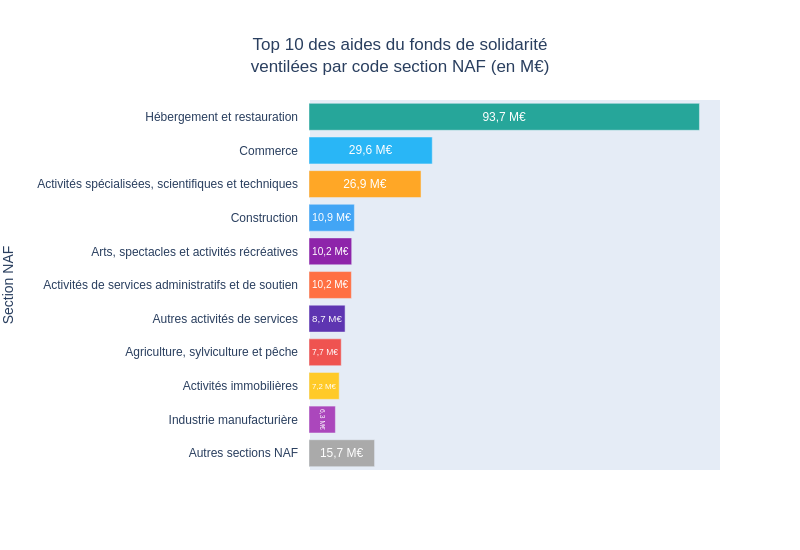 Top 10 des aides du fonds de solidarité
ventilées par code section NAF (en M€)
Section NAF
Hébergement et restauration 93,7 M€
Commerce 29,6 M€
Activités spécialisées, scientifiques et techniques 26,9 M€
Construction 10,9 M€
Arts, spectacles et activités récréatives 10,2 M€
Activités de services administratifs et de soutien 10,2 M€
Autres activités de services 8,7 M€
Agriculture, sylviculture et pêche 7,7 M€
Activités immobilières 7,2 M€
Industrie manufacturière 6,3 M€
Autres sections NAF 15,7 M€